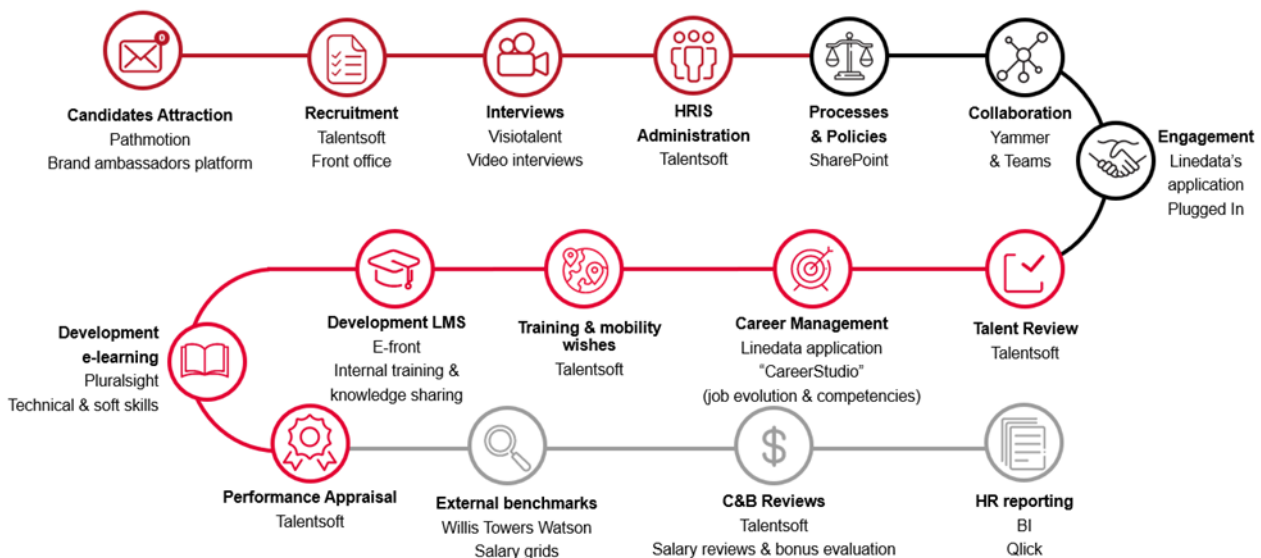 0
Candidates Attraction
Pathmotion
Brand ambassadors platform
Recruitment
Talentsoft
Front office
Interviews
Visiotalent
Video interviews
HRIS
Administration
Talentsoft
Processes
& Policies
SharePoint
Collaboration
Yammer
& Teams
Engagement
Linedata's
application
Plugged In
Talent Review
Talentsoft
Career Management
Linedata application
"CareerStudio"
(job evolution & competencies)
Training & mobility
wishes
Talentsoft
Development LMS
E-front
Internal training &
knowledge sharing
Development
e-learning
Pluralsight
Technical & soft skills
Performance Appraisal
Talentsoft
External benchmarks
Willis Towers Watson
Salary grids
$
C&B Reviews
Talentsoft
Salary reviews & bonus evaluation
HR reporting
BI
Qlick